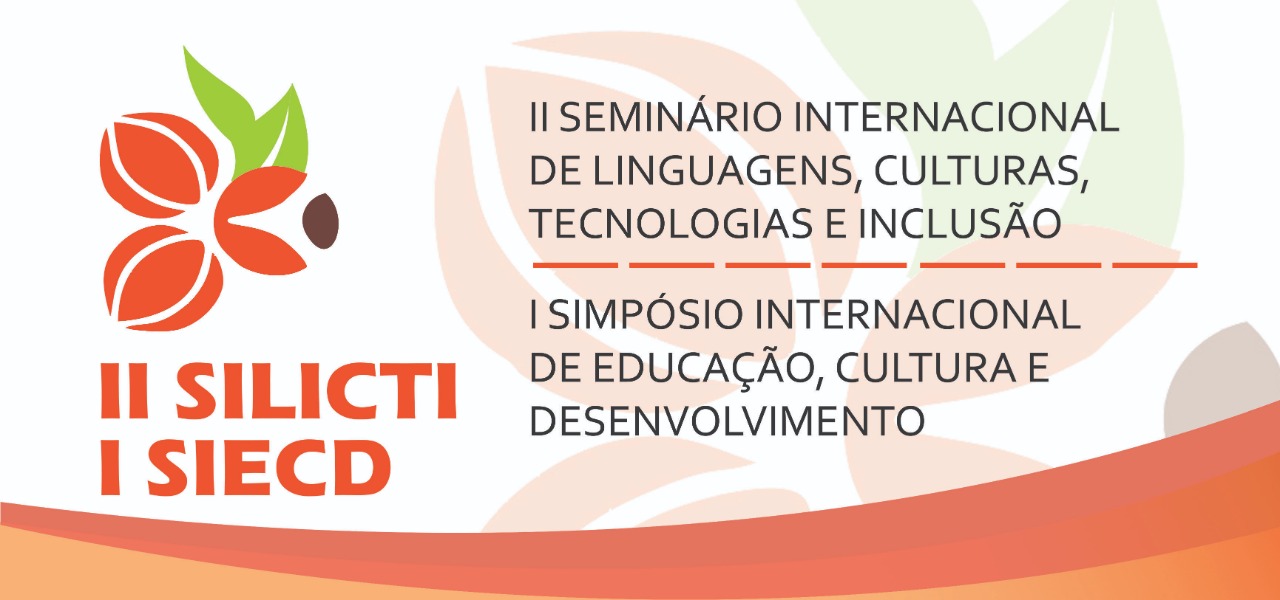 II SILICTI
I SIECD
II SEMINÁRIO INTERNACIONAL
DE LINGUAGENS, CULTURAS,
TECNOLOGIAS E INCLUSÃO
I SIMPÓSIO INTERNACIONAL
DE EDUCAÇÃO, CULTURA E
DESENVOLVIMENTO